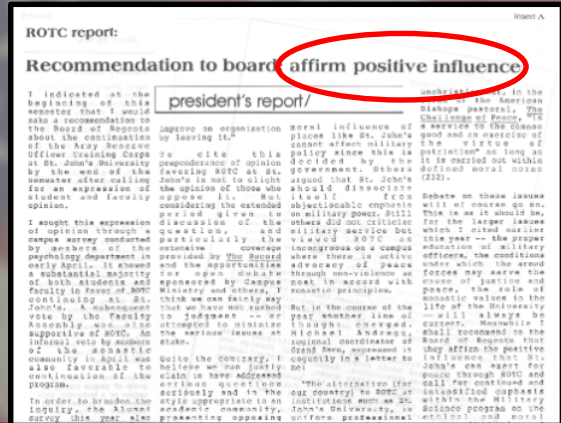 Insert A
ROTC report:
Recommendation to board: affirm positive influence
president's report/
I indicated at the
beginning of this
semester that I would
make a recommendation to
the Board of Regents
about the continuation
of the Army Reserve
Officer Training Corps
at St. John's University
by the end of the
semester after calling
for an expression of
student and faculty
opinion.
I sought this expression
of opinion through a
campus survey conducted
by members of the
psychology department in
early April. It showed
a substantial majority
of both students and
faculty in favor of ROTC
continuing at St.
John's. A subsequent
vote by the Faculty
Assembly was also
supportive of ROTC. An
informal vote by members
of the monastic
community in April was
also favorable to
continuation of the
program.
In order to broaden the
inquiry, the Alumni
survey this year also
improve an organization
by leaving it."
To cite this
preponderance of opinion
favoring ROTC at St.
John's is not to slight
the opinion of those who
oppose it. But
considering the extended
period given to
discussion of the
question, and
particularly the
extensive coverage
provided by The Record
and the opportunities
for open debate
sponsored by Campus
Ministry and others, I
think we can fairly say
that we have not rushed
to judgment -- or
attempted to minimize
the serious issues at
stake.
Quite the contrary, I
believe we can justly
claim to have addressed
serious questions
seriously and in the
style appropriate to an
academic community,
presenting opposing
moral influence of
places like St. John's
cannot affect military
policy since this is
decided by the
government. Others
argued that St. John's
should dissociate
itself from
objectionable emphasis
on military power. Still
others did not criticize
military service but
viewed ROTC as
incongruous on a campus
where there is active
advocacy of peace
through non-violence as
most in accord with
monastic principles.
But in the course of the
year another line of
thought emerged.
Michael Andregg,
regional coordinator of
Grand Zero, expressed it
cogently in a letter to
me:
"The alternative (for
our country) to ROTC at
institutions such as St.
John's University, is
uniform professional
unchristian but, in the
of the American
Bishops pastoral, The
Challenge of Peace, "is
a service to the common
good and an exercise of
the virtue of
patriotism" so long as
it is carried out within
defined moral norms
(232).
Debate on these issues
will of course go on.
This is as it should be,
for the larger issues
which I cited earlier
this year -- the proper
education of military
officers, the conditions
under which the armed
forces may serve the
cause of justice and
peace, the role of
monastic values in the
life of the University
-- will always be
current. Meanwhile I
shall recommend to the
Board of Regents that
they affirm the positive
influence that St.
John's can exert for
peace through ROTC and
call for continued and
intensified emphasis
within the Military
Science program on the
ethical and moral